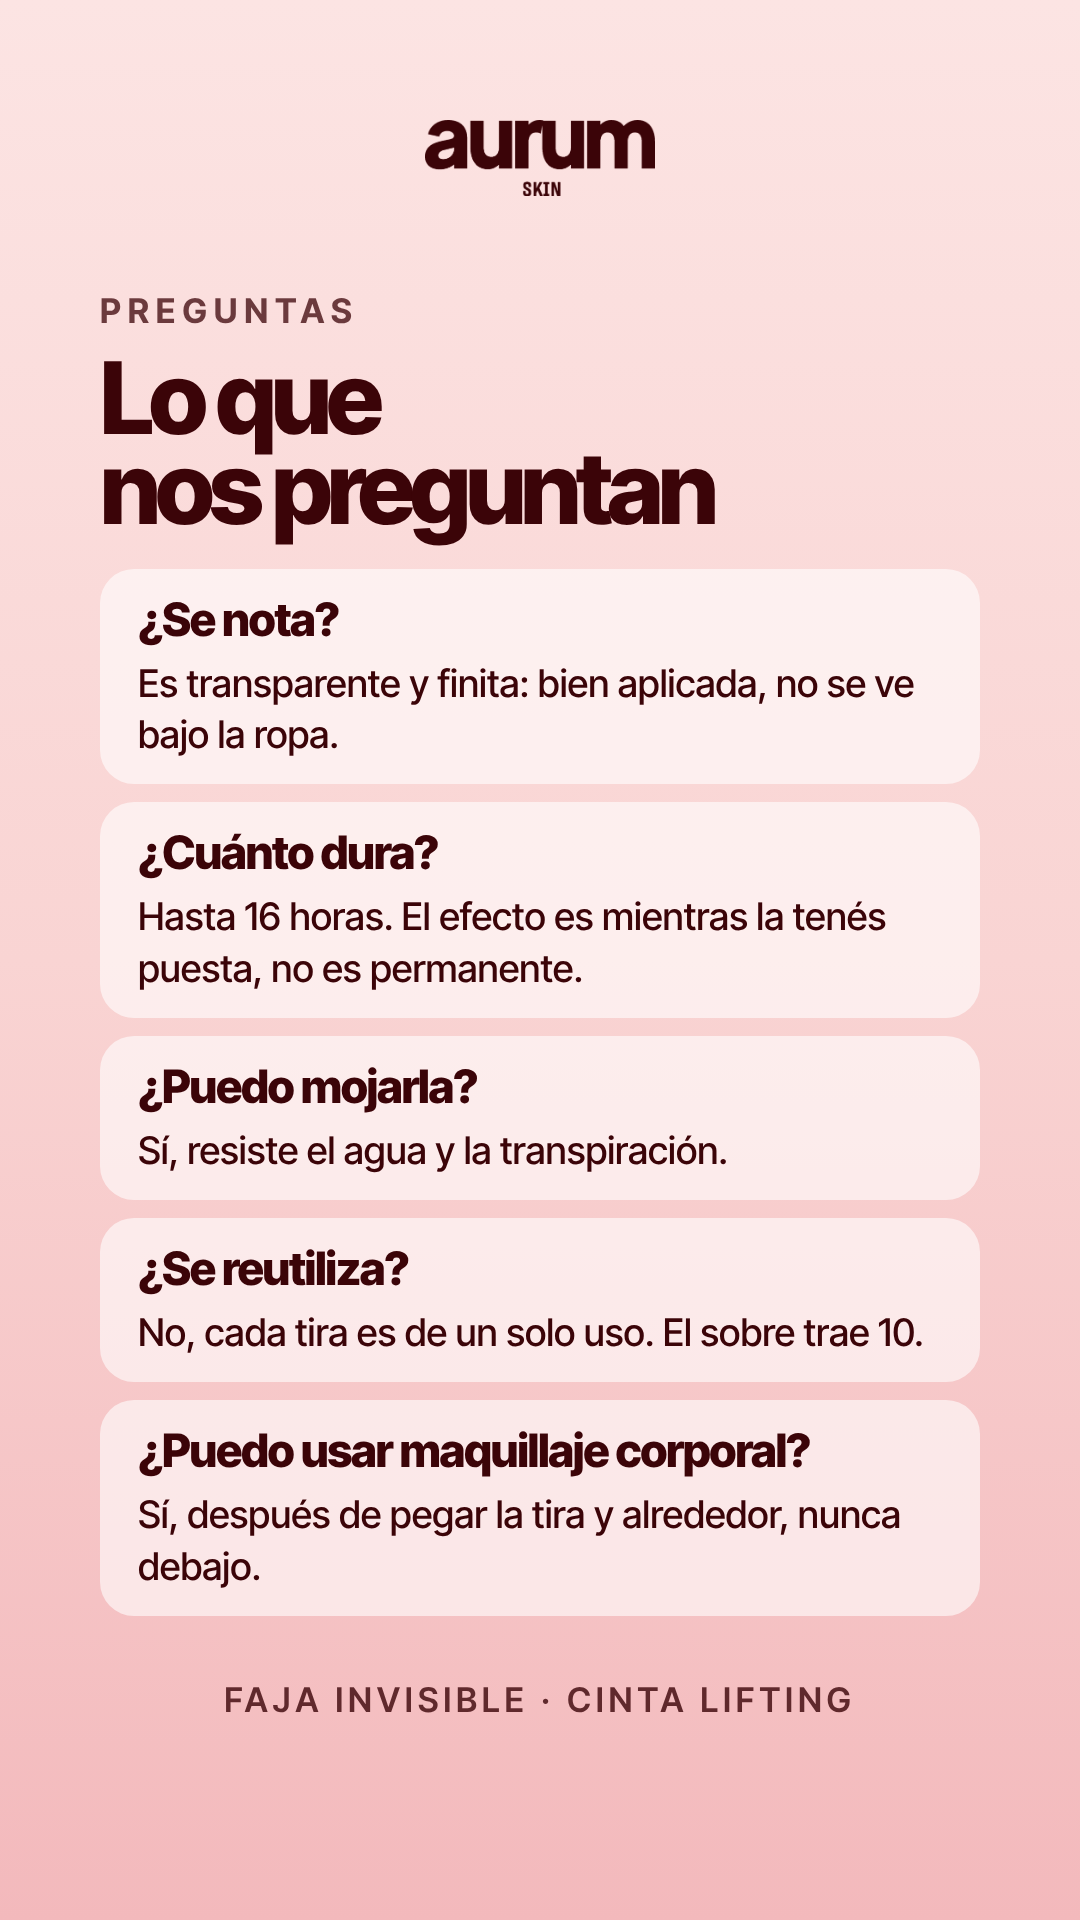 aurum
SKIN
PREGUNTAS
Lo que
nos preguntan
¿Se nota?
Es transparente y finita: bien aplicada, no se ve
bajo la ropa.
¿Cuánto dura?
Hasta 16 horas. El efecto es mientras la tenés
puesta, no es permanente.
¿Puedo mojarla?
Sí, resiste el agua y la transpiración.
¿Se reutiliza?
No, cada tira es de un solo uso. El sobre trae 10.
¿Puedo usar maquillaje corporal?
Sí, después de pegar la tira y alrededor, nunca
debajo.
FAJA INVISIBLE · CINTA LIFTING